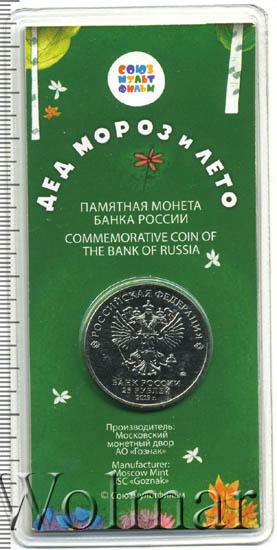 СОЮЗ
МУЛЬТ
ФИЛЬМ
ДЕД МОРОЗ И ЛЕТО
ПАМЯТНАЯ МОНЕТА
БАНКА РОССИИ
COMMEMORATIVE COIN OF
THE BANK OF RUSSIA
РОССИЙСКАЯ ФЕДЕРАЦИЯ
БАНК РОССИИ
25 РУБЛЕЙ
2019 г.
Производитель:
Московский
монетный двор
АО «Гознак»
Manufacturer:
Moscow Mint
JSC «Goznak»
© Союзмультфильм
Wolmar